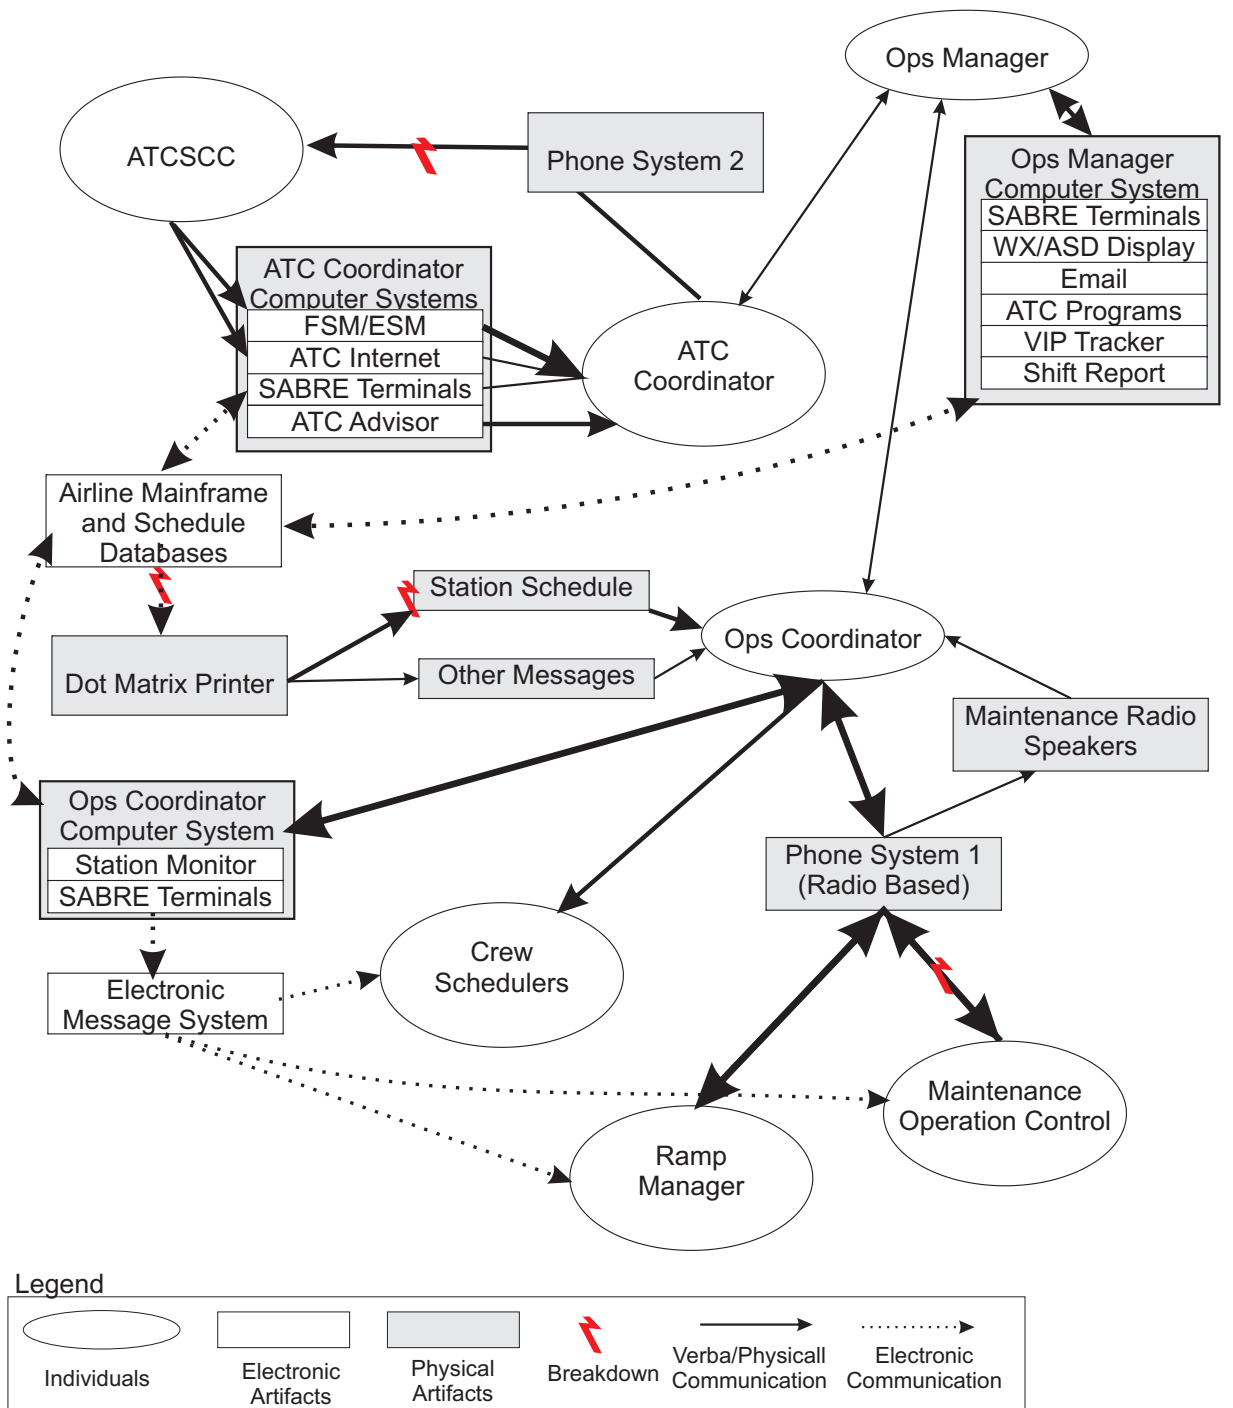 Ops Manager
ATCSCC
Phone System 2
Ops Manager
Computer System
SABRE Terminals
WX/ASD Display
Email
ATC Programs
VIP Tracker
Shift Report
ATC Coordinator
Computer Systems
FSM/ESM
ATC Internet
SABRE Terminals
ATC Advisor
ATC
Coordinator
Airline Mainframe
and Schedule
Databases
Station Schedule
Ops Coordinator
Other Messages
Dot Matrix Printer
Maintenance Radio
Speakers
Ops Coordinator
Computer System
Station Monitor
SABRE Terminals
Phone System 1
(Radio Based)
Crew
Schedulers
Electronic
Message System
Maintenance
Operation Control
Ramp
Manager
Legend
Individuals
Electronic
Artifacts
Physical
Artifacts
Breakdown
Verba/Physicall
Communication
Electronic
Communication